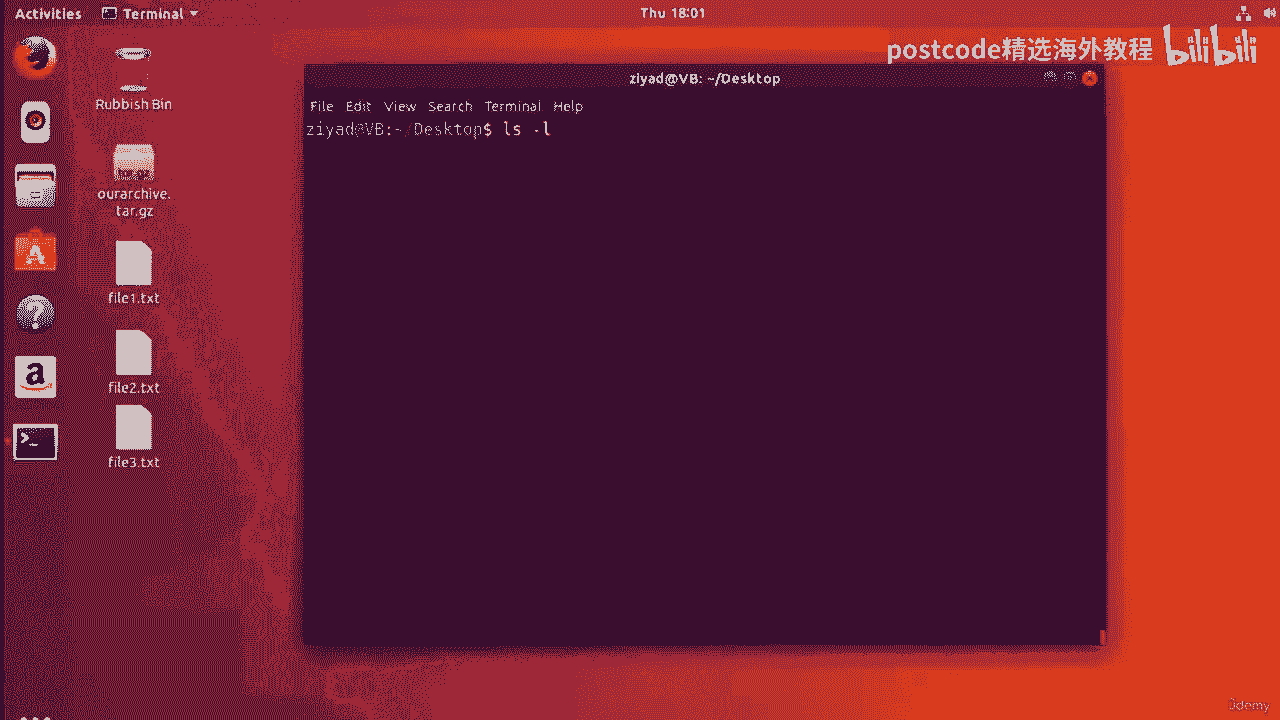 Activities
Terminal
Thu 18:01
postcode精选海外教程 bilibili
Rubbish Bin
ourarchive.
tar.gz
file1.txt
file2.txt
file3.txt
ziyad@VB: ~/Desktop
File Edit View Search Terminal Help
ziyad@VB:~/Desktop$ ls -l
Udemy